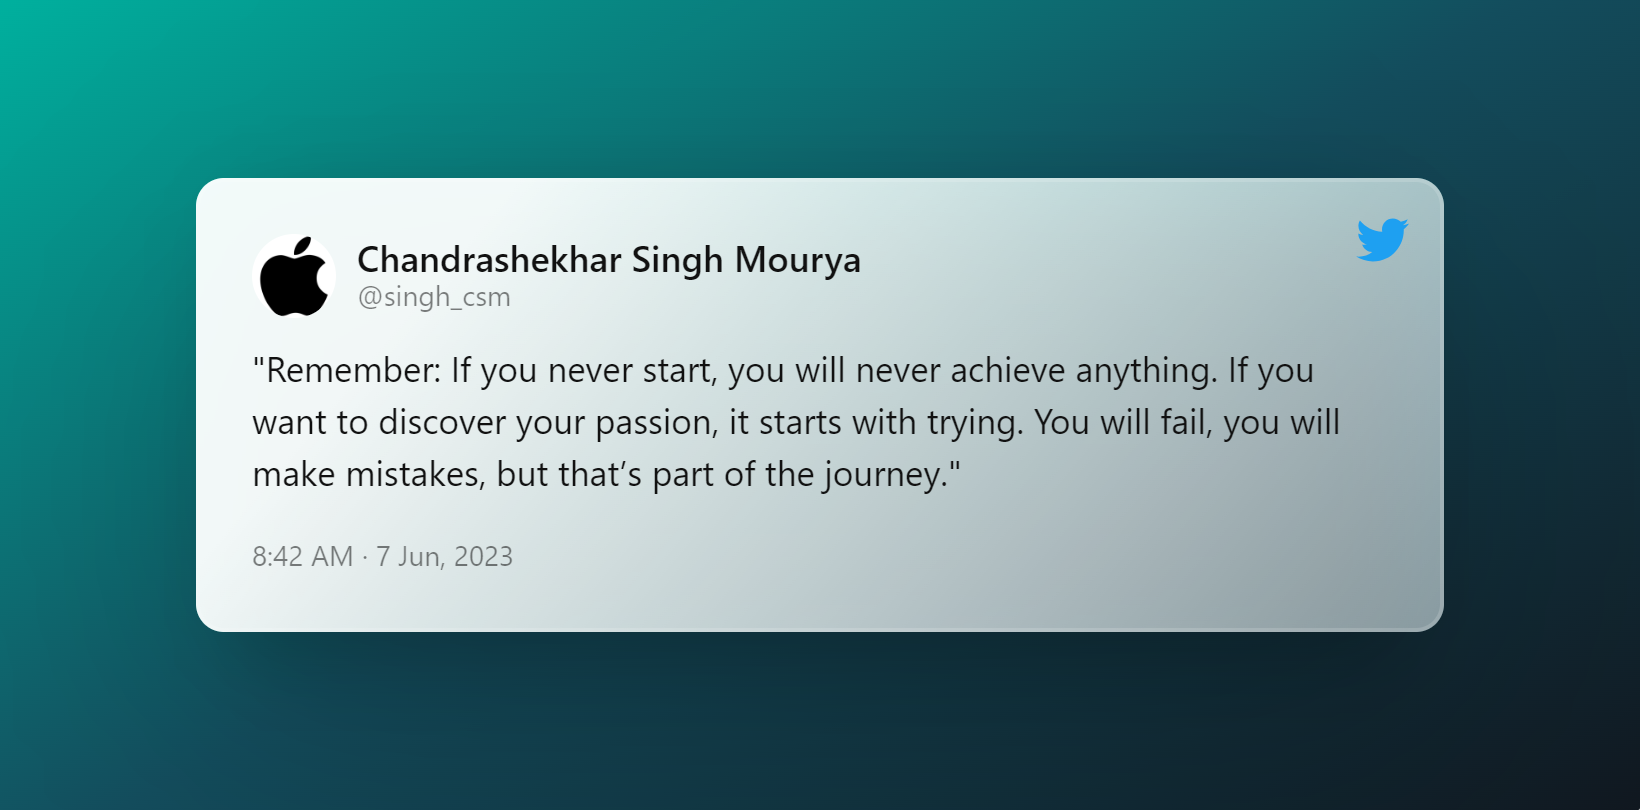 Chandrashekhar Singh Mourya
@singh_csm
"Remember: If you never start, you will never achieve anything. If you
want to discover your passion, it starts with trying. You will fail, you will
make mistakes, but that’s part of the journey."
8:42 AM · 7 Jun, 2023